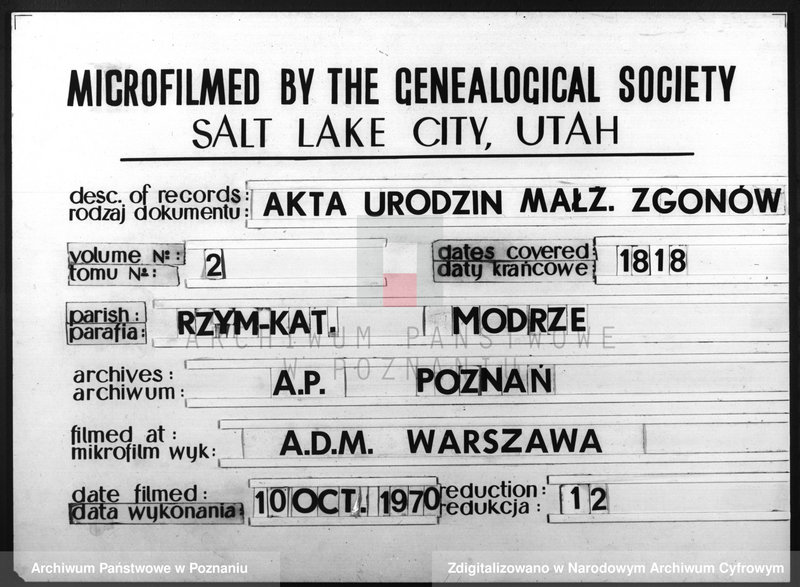 MICROFILMED BY THE GENEALOGICAL SOCIETY
SALT LAKE CITY, UTAH
desc. of records: AKTA URODZIN MAŁŻ. ZGONÓW
rodzaj dokumentu:
volume №: 2 dates covered: 1818
tomu №: daty krańcowe:
parish: RZYM-KAT. MODRZE
parafia:
ARCHIWUM PAŃSTWOWE
W POZNANIU
archives: A.P. POZNAŃ
archiwum:
filmed at: A.D.M. WARSZAWA
mikrofilm wyk:
date filmed: 10 OCT. 1970 reduction: 12
data wykonania: redukcja:
Archiwum Państwowe w Poznaniu Zdigitalizowano w Narodowym Archiwum Cyfrowym